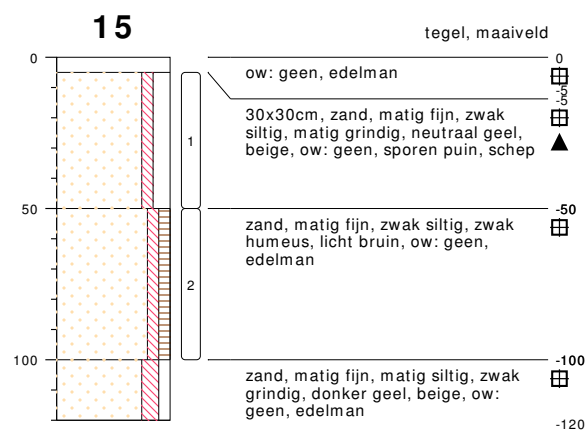 15
tegel, maaiveld
0
0
ow: geen, edelman
-5
-5
30x30cm, zand, matig fijn, zwak
siltig, matig grindig, neutraal geel,
beige, ow: geen, sporen puin, schep
1
50
-50
zand, matig fijn, zwak siltig, zwak
humeus, licht bruin, ow: geen,
edelman
2
100
-100
zand, matig fijn, matig siltig, zwak
grindig, donker geel, beige, ow:
geen, edelman
-120